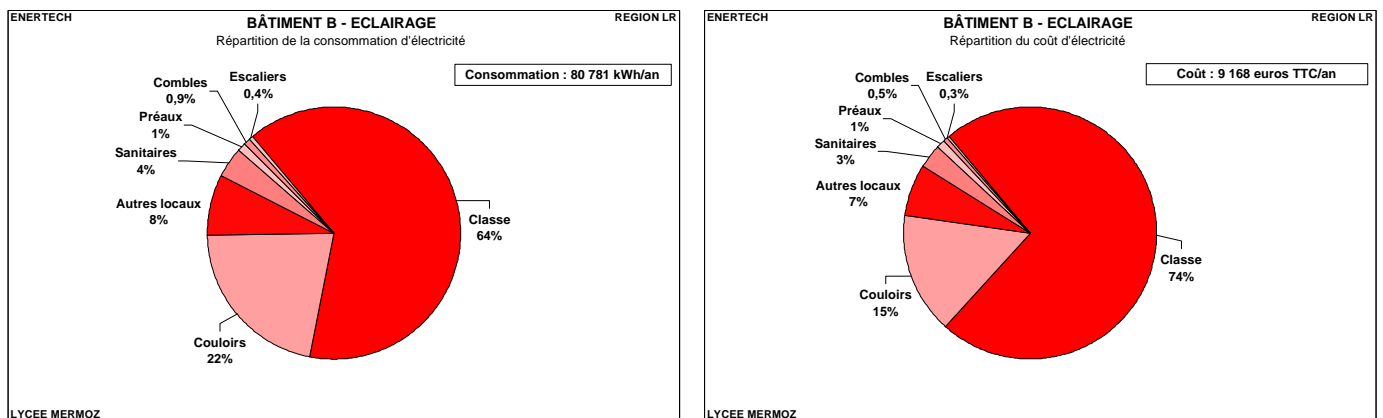 ENERTECH
BÂTIMENT B - ECLAIRAGE
REGION LR
Répartition de la consommation d'électricité
Consommation : 80 781 kWh/an
Escaliers
0,4%
Combles
0,9%
Préaux
1%
Sanitaires
4%
Autres locaux
8%
Classe
64%
Couloirs
22%
LYCEE MERMOZ
ENERTECH
BÂTIMENT B - ECLAIRAGE
REGION LR
Répartition du coût d'électricité
Coût : 9 168 euros TTC/an
Escaliers
0,3%
Combles
0,5%
Préaux
1%
Sanitaires
3%
Autres locaux
7%
Classe
74%
Couloirs
15%
LYCEE MERMOZ